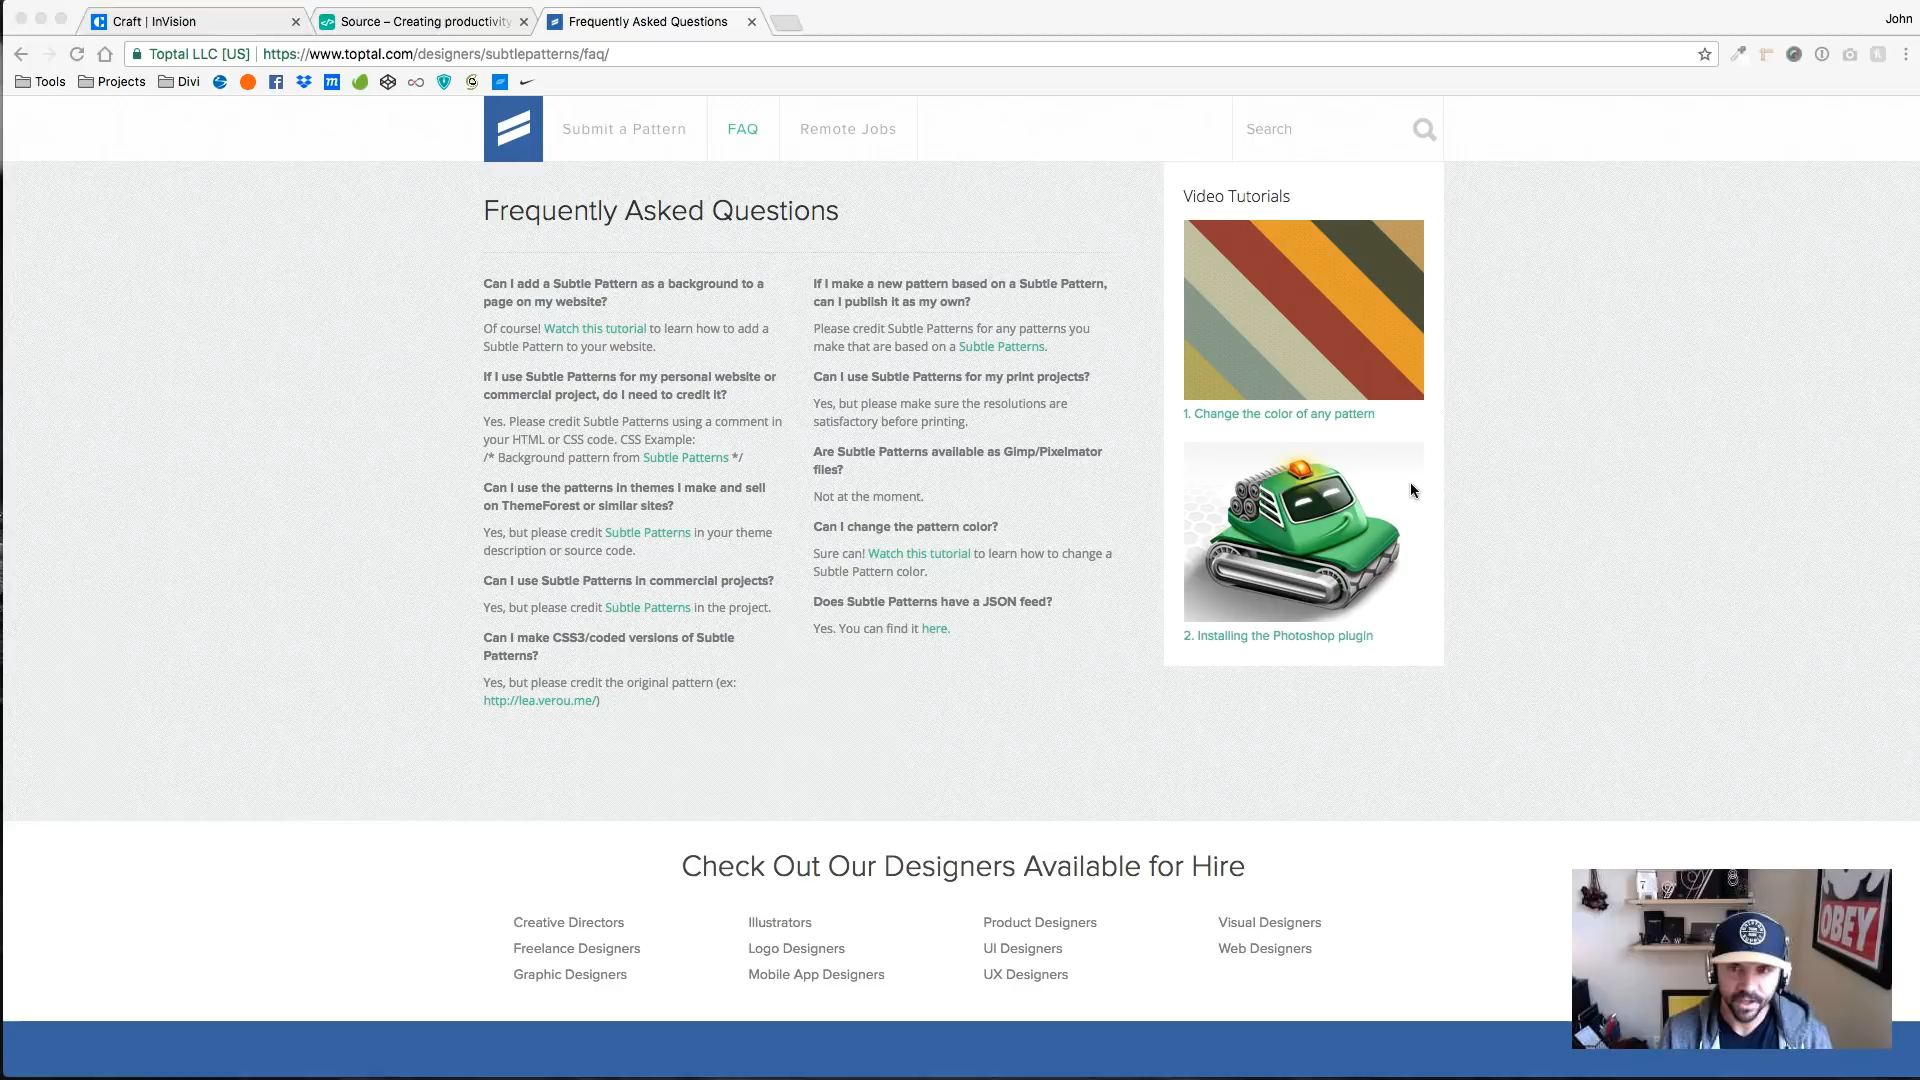 Craft | InVision
Source – Creating productivity
Frequently Asked Questions
John
Toptal LLC [US]
https://www.toptal.com/designers/subtlepatterns/faq/
Tools
Projects
Divi
Submit a Pattern
FAQ
Remote Jobs
Search
Frequently Asked Questions
Can I add a Subtle Pattern as a background to a
page on my website?
Of course! Watch this tutorial to learn how to add a
Subtle Pattern to your website.
If I use Subtle Patterns for my personal website or
commercial project, do I need to credit it?
Yes. Please credit Subtle Patterns using a comment in
your HTML or CSS code. CSS Example:
/* Background pattern from Subtle Patterns */
Can I use the patterns in themes I make and sell
on ThemeForest or similar sites?
Yes, but please credit Subtle Patterns in your theme
description or source code.
Can I use Subtle Patterns in commercial projects?
Yes, but please credit Subtle Patterns in the project.
Can I make CSS3/coded versions of Subtle
Patterns?
Yes, but please credit the original pattern (ex:
http://lea.verou.me/)
If I make a new pattern based on a Subtle Pattern,
can I publish it as my own?
Please credit Subtle Patterns for any patterns you
make that are based on a Subtle Patterns.
Can I use Subtle Patterns for my print projects?
Yes, but please make sure the resolutions are
satisfactory before printing.
Are Subtle Patterns available as Gimp/Pixelmator
files?
Not at the moment.
Can I change the pattern color?
Sure can! Watch this tutorial to learn how to change a
Subtle Pattern color.
Does Subtle Patterns have a JSON feed?
Yes. You can find it here.
Video Tutorials
1. Change the color of any pattern
2. Installing the Photoshop plugin
Check Out Our Designers Available for Hire
Creative Directors
Freelance Designers
Graphic Designers
Illustrators
Logo Designers
Mobile App Designers
Product Designers
UI Designers
UX Designers
Visual Designers
Web Designers
OBEY